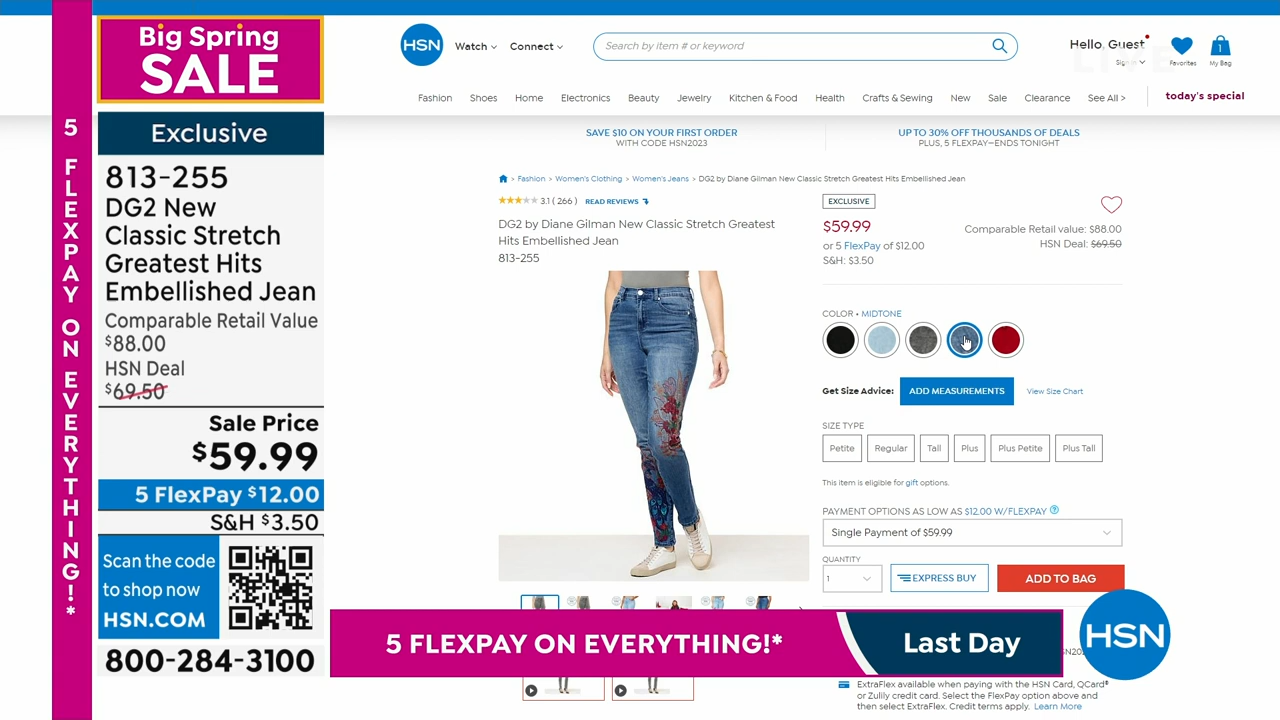 Big Spring
SALE
5 FLEXPAY ON EVERYTHING!*
Exclusive
813-255
DG2 New
Classic Stretch
Greatest Hits
Embellished Jean
Comparable Retail Value
$88.00
HSN Deal
$69.50
Sale Price
$59.99
5 FlexPay $12.00
S&H $3.50
Scan the code
to shop now
HSN.COM
800-284-3100
HSN
Watch
Connect
Search by item # or keyword
Hello, Guest
Sign In
Favorites
1
My Bag
Fashion Shoes Home Electronics Beauty Jewelry Kitchen & Food Health Crafts & Sewing New Sale Clearance See All > today's special
SAVE $10 ON YOUR FIRST ORDER
WITH CODE HSN2023
UP TO 30% OFF THOUSANDS OF DEALS
PLUS, 5 FLEXPAY—ENDS TONIGHT
> Fashion > Women's Clothing > Women's Jeans > DG2 by Diane Gilman New Classic Stretch Greatest Hits Embellished Jean
3.1 ( 266 ) READ REVIEWS
DG2 by Diane Gilman New Classic Stretch Greatest
Hits Embellished Jean
813-255
EXCLUSIVE
$59.99
or 5 FlexPay of $12.00
S&H: $3.50
Comparable Retail value: $88.00
HSN Deal: $69.50
COLOR • MIDTONE
Get Size Advice: ADD MEASUREMENTS View Size Chart
SIZE TYPE
Petite Regular Tall Plus Plus Petite Plus Tall
This item is eligible for gift options.
PAYMENT OPTIONS AS LOW AS $12.00 W/FLEXPAY
Single Payment of $59.99
QUANTITY
1
EXPRESS BUY
ADD TO BAG
5 FLEXPAY ON EVERYTHING!*
Last Day
HSN
ExtraFlex available when paying with the HSN Card, QCard®
or Zulily credit card. Select the FlexPay option above and
then select ExtraFlex. Credit terms apply. Learn More